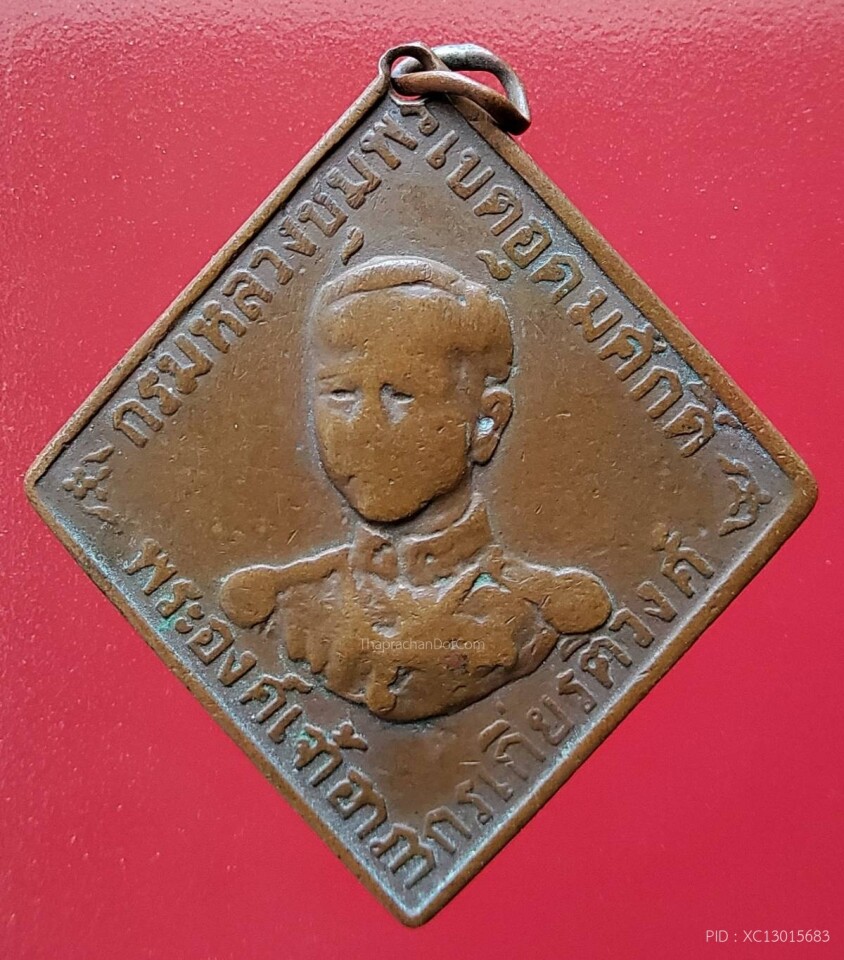 กรมหลวงชุมพร
เขตอุดมศักดิ์
พระองค์เจ้าอาภากรเกียรติวงศ์
ThaprachanDotCom
PID : XC13015683